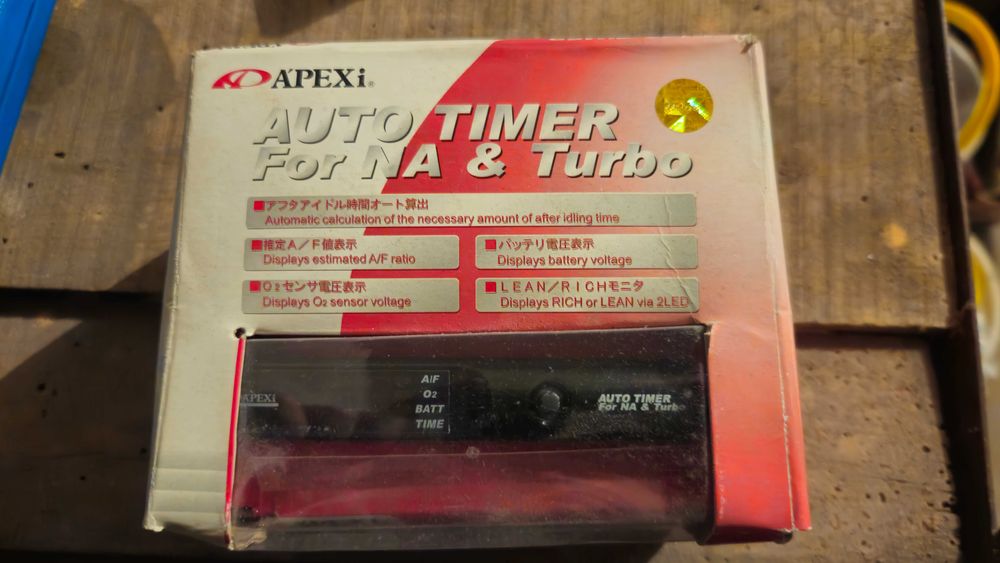 A'PEXi®
AUTO TIMER
For NA & Turbo
■アフタアイドル時間オート算出
Automatic calculation of the necessary amount of after idling time
■推定A／F値表示
Displays estimated A/F ratio
■バッテリ電圧表示
Displays battery voltage
■O₂センサ電圧表示
Displays O₂ sensor voltage
■LEAN／RICHモニタ
Displays RICH or LEAN via 2LED
A'PEXi
A/F
O₂
BATT
TIME
AUTO TIMER
For NA & Turbo